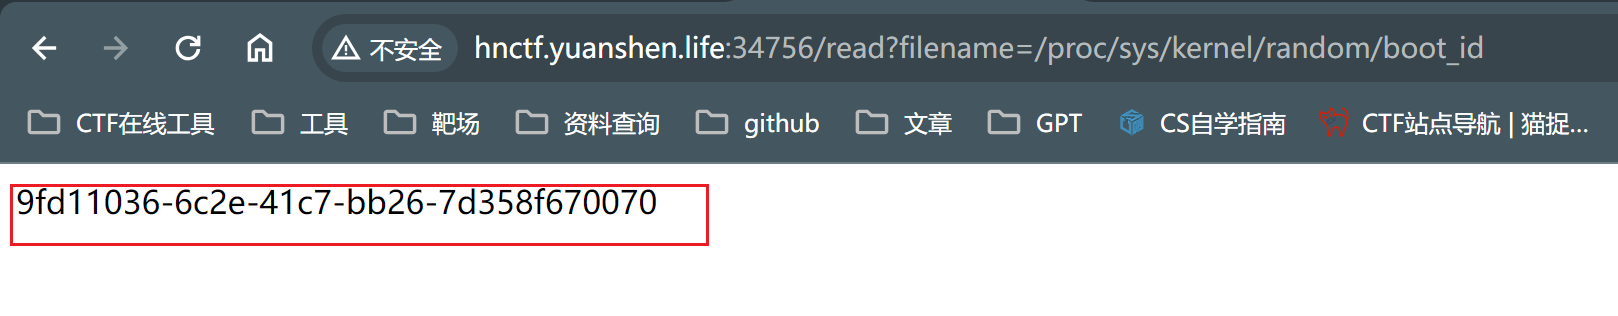 不安全 hnctf.yuanshen.life:34756/read?filename=/proc/sys/kernel/random/boot_id
CTF在线工具 工具 靶场 资料查询 github 文章 GPT CS自学指南 CTF站点导航 | 猫捉...
9fd11036-6c2e-41c7-bb26-7d358f670070